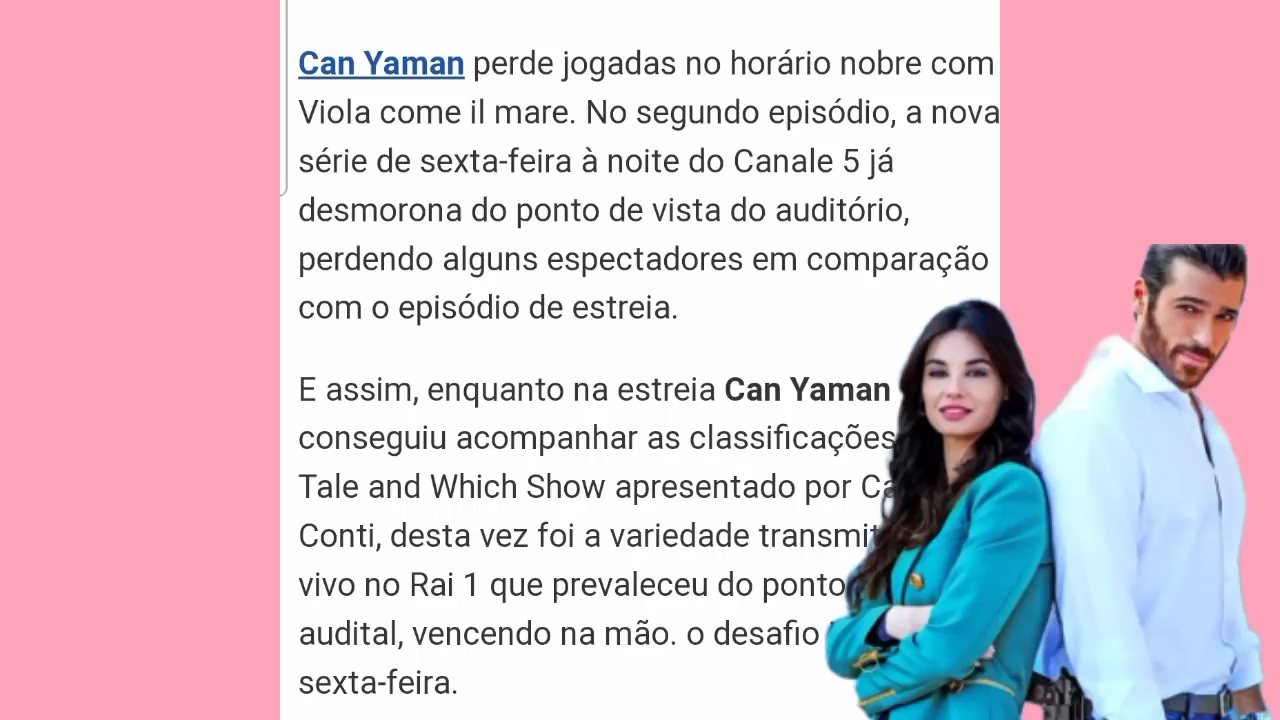 Can Yaman perde jogadas no horário nobre com
Viola come il mare. No segundo episódio, a nova
série de sexta-feira à noite do Canale 5 já
desmorona do ponto de vista do auditório,
perdendo alguns espectadores em comparação
com o episódio de estreia.
E assim, enquanto na estreia Can Yaman
conseguiu acompanhar as classificações
Tale and Which Show apresentado por
Conti, desta vez foi a variedade
vivo no Rai 1 que prevaleceu do ponto
audital, vencendo na mão. o desafio
sexta-feira.